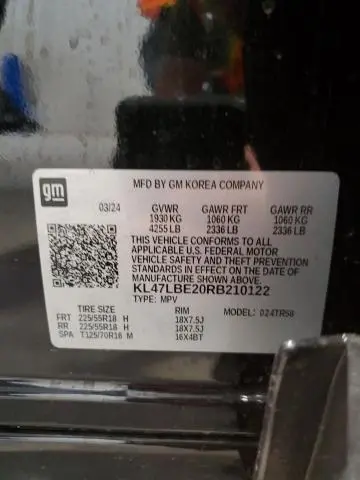 gm
MFD BY GM KOREA COMPANY
03/24 GVWR GAWR FRT GAWR RR
1930 KG 1060 KG 1060 KG
4255 LB 2336 LB 2336 LB
THIS VEHICLE CONFORMS TO ALL
APPLICABLE U.S. FEDERAL MOTOR
VEHICLE SAFETY AND THEFT PREVENTION
STANDARDS IN EFFECT ON THE DATE OF
MANUFACTURE SHOWN ABOVE.
KL47LBE20RB210122
TYPE: MPV
TIRE SIZE RIM MODEL: 024TR58
FRT 225/55R18 H 18X7.5J
RR 225/55R18 H 18X7.5J
SPA T125/70R16 M 16X4BT